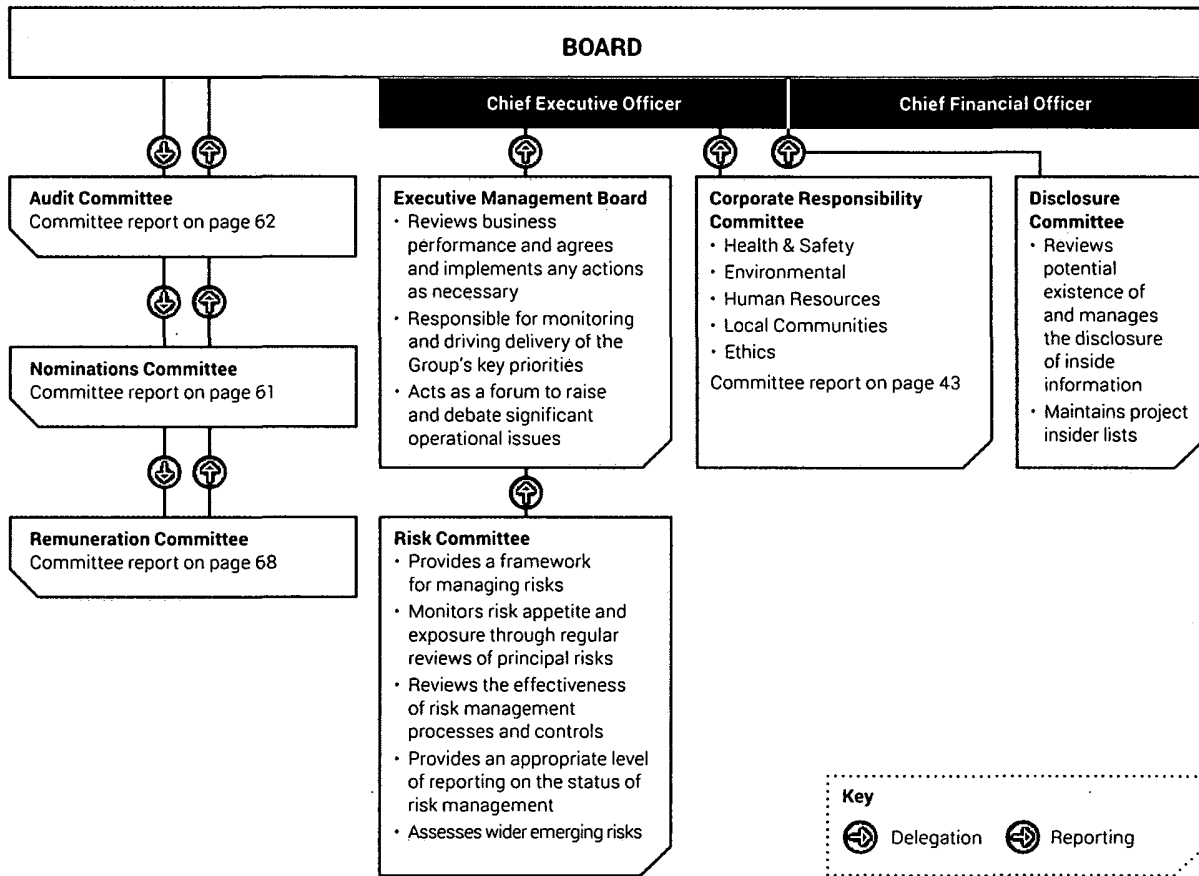 BOARD
Chief Executive Officer
Chief Financial Officer
Audit Committee
Committee report on page 62
Nominations Committee
Committee report on page 61
Remuneration Committee
Committee report on page 68
Executive Management Board
· Reviews business
performance and agrees
and implements any actions
as necessary
· Responsible for monitoring
and driving delivery of the
Group's key priorities
· Acts as a forum to raise
and debate significant
operational issues
Risk Committee
· Provides a framework
for managing risks
· Monitors risk appetite and
exposure through regular
reviews of principal risks
· Reviews the effectiveness
of risk management
processes and controls
· Provides an appropriate level
of reporting on the status of
risk management
· Assesses wider emerging risks
Corporate Responsibility
Committee
· Health & Safety
· Environmental
· Human Resources
· Local Communities
· Ethics
Committee report on page 43
Disclosure
Committee
· Reviews
potential
existence of
and manages
the disclosure
of inside
information
· Maintains project
insider lists
Key
Delegation
Reporting